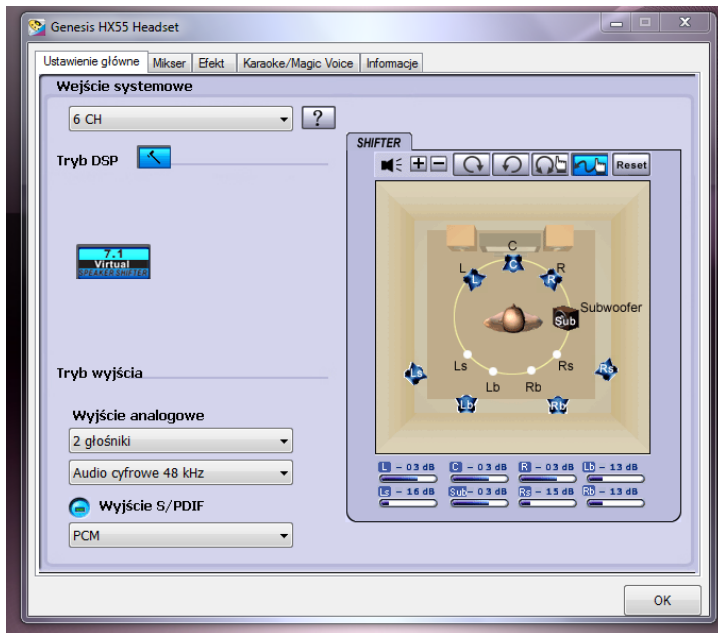 Genesis HX55 Headset
Ustawienie główne Mikser Efekt Karaoke/Magic Voice Informacje
Wejście systemowe
6 CH ?
Tryb DSP
7.1
Virtual
SPEAKER SHIFTER
Tryb wyjścia
Wyjście analogowe
2 głośniki
Audio cyfrowe 48 kHz
Wyjście S/PDIF
PCM
SHIFTER
Reset
C
C
L R
L R
Subwoofer
Sub
Ls Rs
Ls Rs
Lb Rb
Lb Rb
L - 03 dB C - 03 dB R - 03 dB Lb - 13 dB
Ls - 16 dB Sub - 03 dB Rs - 15 dB Rb - 13 dB
OK